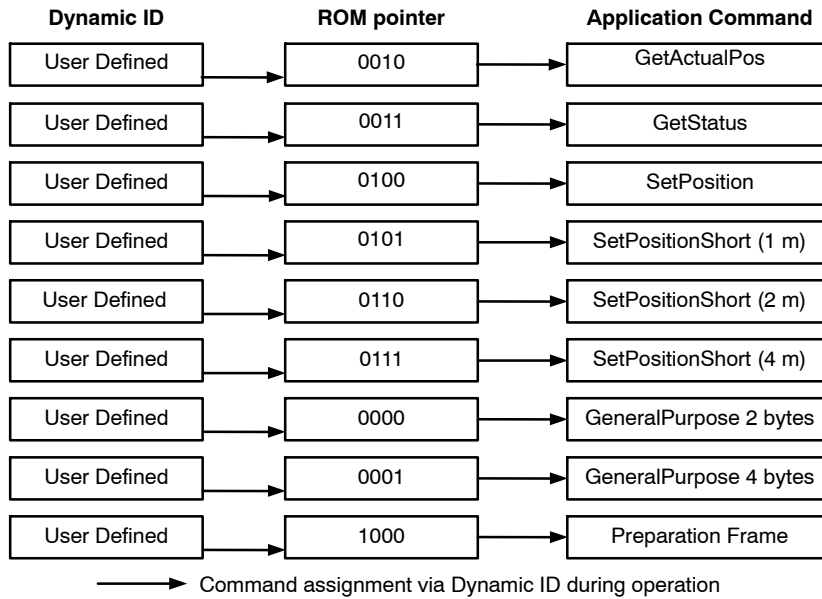 Dynamic ID ROM pointer Application Command
User Defined 0010 GetActualPos
User Defined 0011 GetStatus
User Defined 0100 SetPosition
User Defined 0101 SetPositionShort (1 m)
User Defined 0110 SetPositionShort (2 m)
User Defined 0111 SetPositionShort (4 m)
User Defined 0000 GeneralPurpose 2 bytes
User Defined 0001 GeneralPurpose 4 bytes
User Defined 1000 Preparation Frame
Command assignment via Dynamic ID during operation